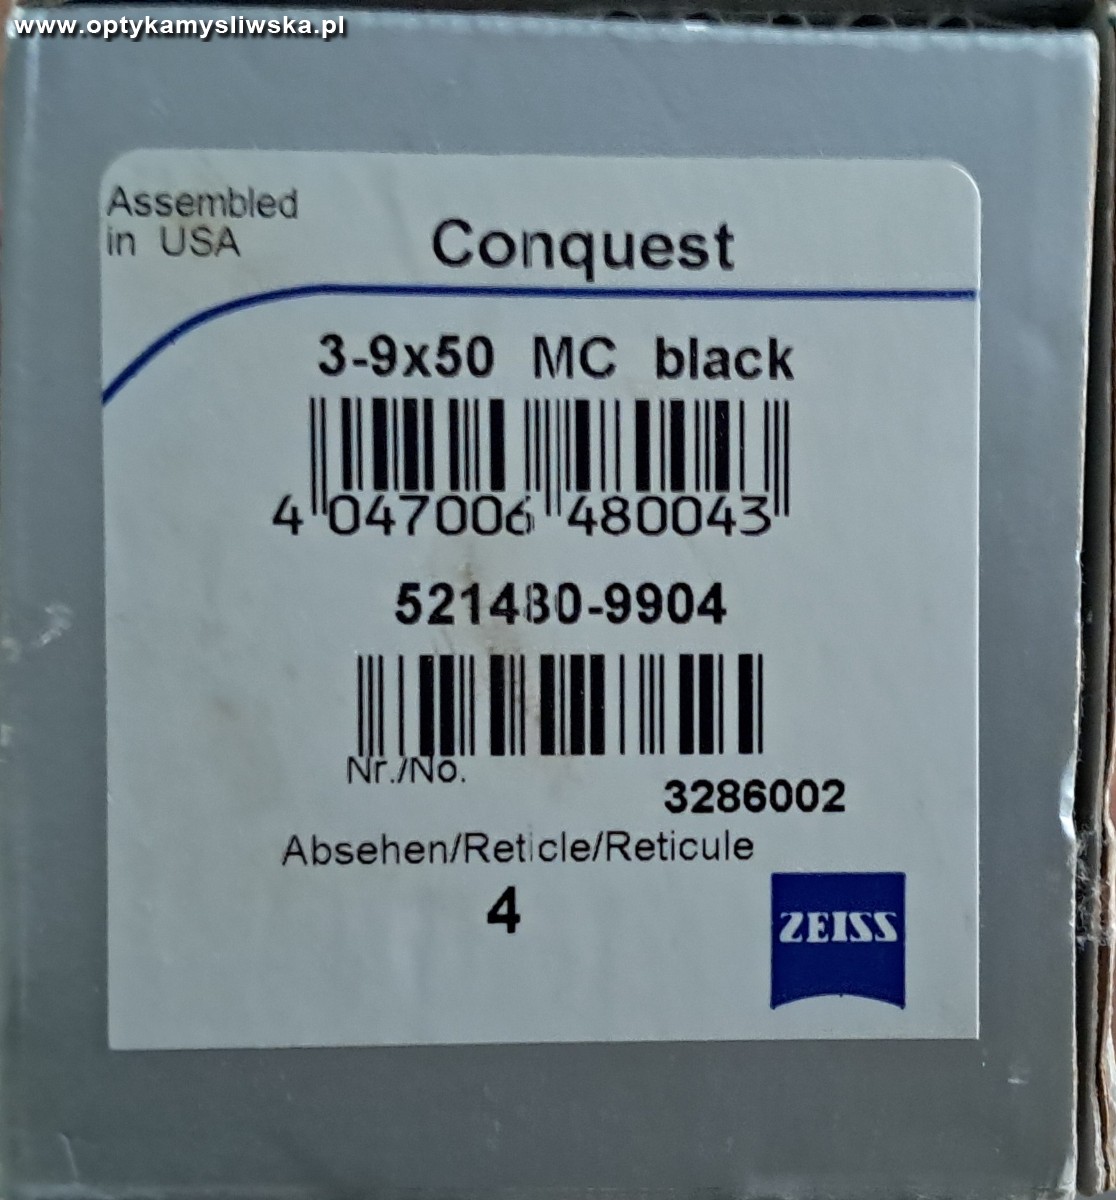 www.optykamysliwska.pl
Assembled
in USA
Conquest
3-9x50 MC black
4 047006 480043
521480-9904
Nr./No.
3286002
Absehen/Reticle/Reticule
4
ZEISS